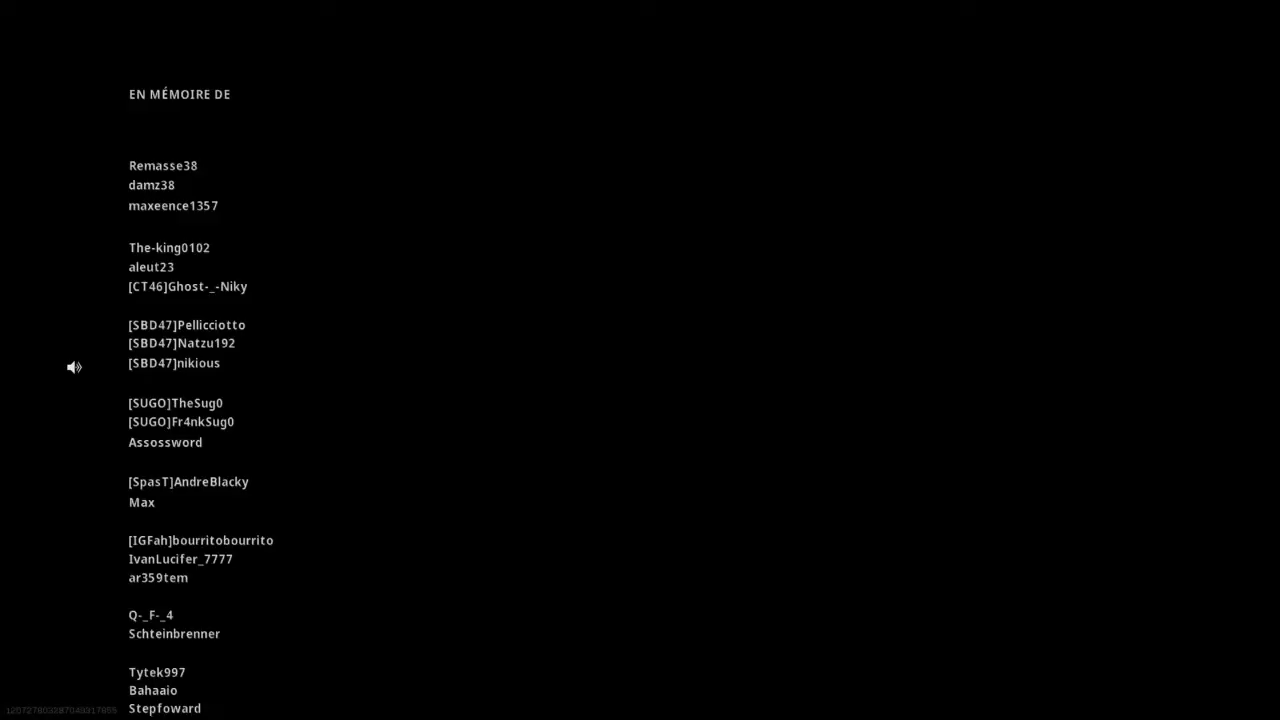 EN MÉMOIRE DE
Remasse38
damz38
maxeence1357
The-king0102
aleut23
[CT46]Ghost-_-Niky
[SBD47]Pellicciotto
[SBD47]Natzu192
[SBD47]nikious
[SUGO]TheSug0
[SUGO]Fr4nkSug0
Assossword
[SpasT]AndreBlacky
Max
[IGFah]bourritobourrito
IvanLucifer_7777
ar359tem
Q-_F-_4
Schteinbrenner
Tytek997
Bahaaio
Stepfoward